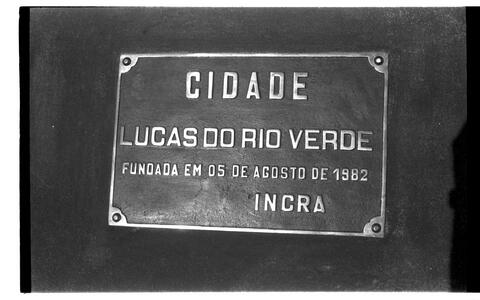 CIDADE
LUCAS DO RIO VERDE
FUNDADA EM 05 DE AGOSTO DE 1982
INCRA